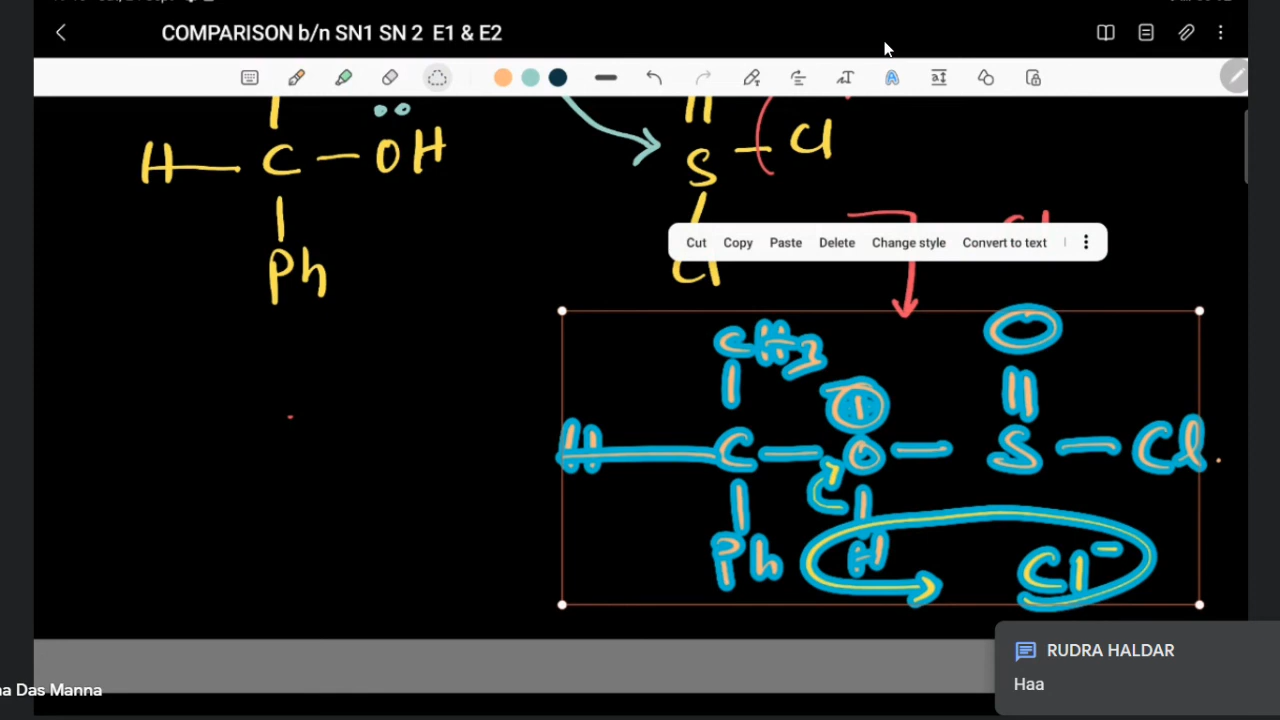 COMPARISON b/n SN1 SN 2 E1 & E2
H — C — OH
Ph
S — Cl
Cl
Cut Copy Paste Delete Change style Convert to text
CH3
O
H — C — O — S — Cl
H
Ph
Cl⁻
RUDRA HALDAR
Haa
Das Manna